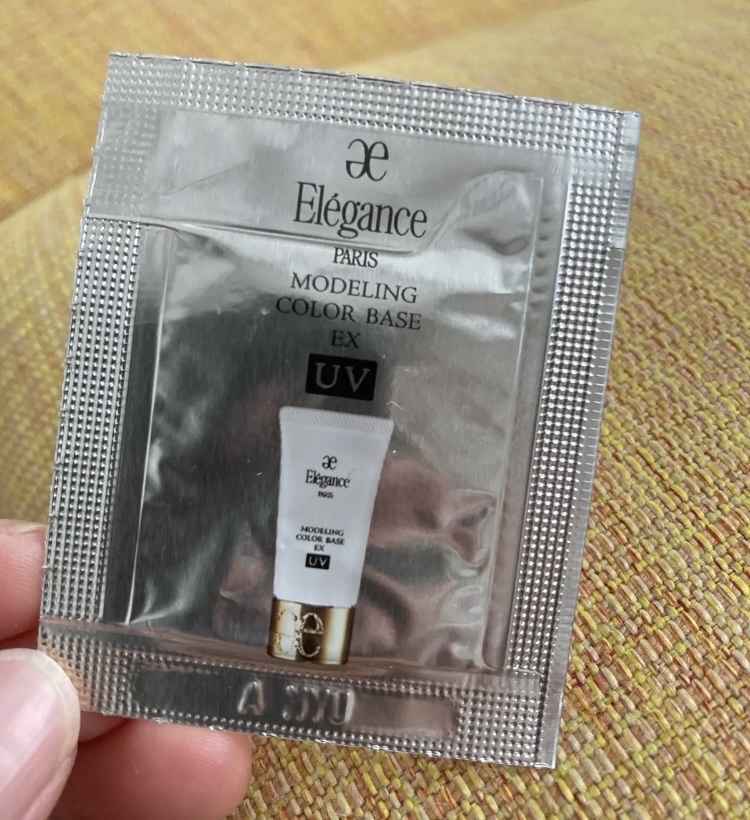 æ
Elégance
PARIS
MODELING
COLOR BASE
EX
UV
æ
Elégance
PARIS
MODELING
COLOR BASE
EX
UV
æ